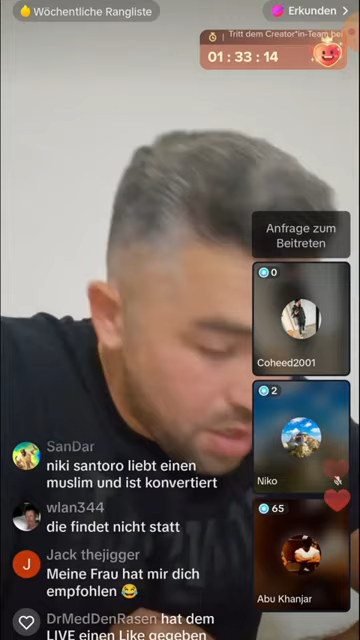 Wöchentliche Rangliste
Erkunden
Tritt dem Creator*in-Team be
01 : 33 : 14
Anfrage zum
Beitreten
0
Coheed2001
2
Niko
65
Abu Khanjar
SanDar
niki santoro liebt einen
muslim und ist konvertiert
wlan344
die findet nicht statt
J
Jack thejigger
Meine Frau hat mir dich
empfohlen 😂
DrMedDenRasen hat dem
LIVE einen Like gegeben